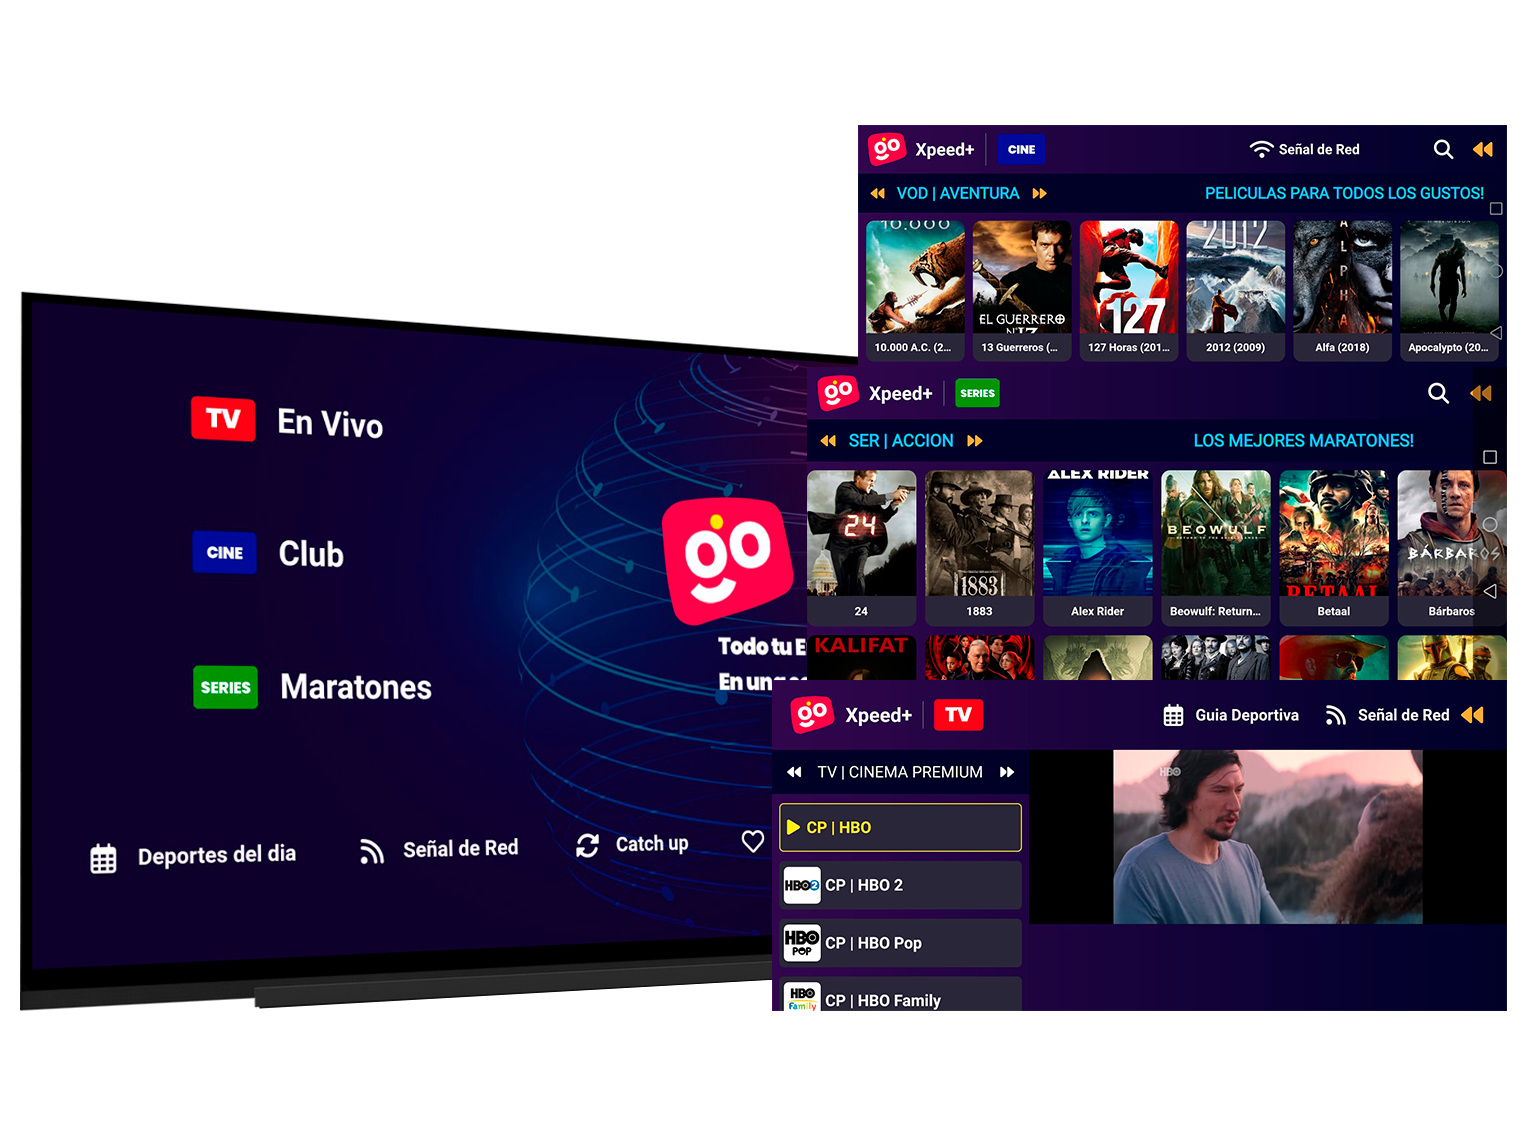 TV En Vivo
CINE Club
SERIES Maratones
go
Todo tu E
Deportes del dia
Señal de Red
Catch up
go Xpeed+ CINE Señal de Red
VOD | AVENTURA PELICULAS PARA TODOS LOS GUSTOS!
10.000
EL GUERRERO
Nº13
127
2012
ALPHA
10.000 A.C. (2...
13 Guerreros (...
127 Horas (201...
2012 (2009)
Alfa (2018)
Apocalypto (20...
go Xpeed+ SERIES
SER | ACCION LOS MEJORES MARATONES!
24
1883
ALEX RIDER
BEOWULF
BETAAL
BÁRBAROS
24
1883
Alex Rider
Beowulf: Return...
Betaal
Bárbaros
KALIFAT
go Xpeed+ TV Guia Deportiva Señal de Red
TV | CINEMA PREMIUM
CP | HBO
HBO2 CP | HBO 2
HBO POP CP | HBO Pop
HBO Family CP | HBO Family
HBO